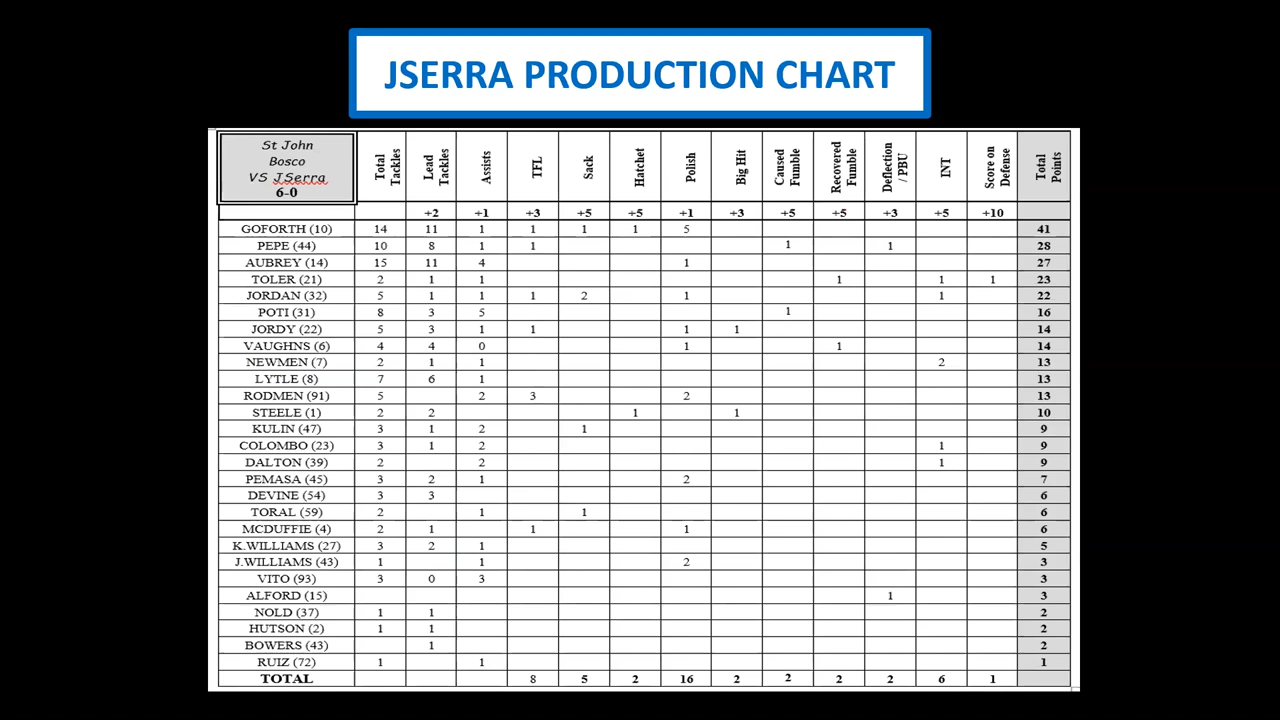 JSERRA PRODUCTION CHART
St John
Bosco
VS JSerra
6-0
Total Tackles Lead Tackles Assists TFL Sack Hatchet Polish Big Hit Caused Fumble Recovered Fumble Deflection / PBU INT Score on Defense Total Points
+2 +1 +3 +5 +5 +1 +3 +5 +5 +3 +5 +10
GOFORTH (10) 14 11 1 1 1 1 5 41
PEPE (44) 10 8 1 1 1 1 28
AUBREY (14) 15 11 4 1 27
TOLER (21) 2 1 1 1 1 1 23
JORDAN (32) 5 1 1 1 2 1 1 22
POTI (31) 8 3 5 1 16
JORDY (22) 5 3 1 1 1 1 14
VAUGHNS (6) 4 4 0 1 1 14
NEWMEN (7) 2 1 1 2 13
LYTLE (8) 7 6 1 13
RODMEN (91) 5 2 3 2 13
STEELE (1) 2 2 1 1 10
KULIN (47) 3 1 2 1 9
COLOMBO (23) 3 1 2 1 9
DALTON (39) 2 2 1 9
PEMASA (45) 3 2 1 2 7
DEVINE (54) 3 3 6
TORAL (59) 2 1 1 6
MCDUFFIE (4) 2 1 1 1 6
K.WILLIAMS (27) 3 2 1 5
J.WILLIAMS (43) 1 1 2 3
VITO (93) 3 0 3 3
ALFORD (15) 1 3
NOLD (37) 1 1 2
HUTSON (2) 1 1 2
BOWERS (43) 1 2
RUIZ (72) 1 1 1
TOTAL 8 5 2 16 2 2 2 2 6 1